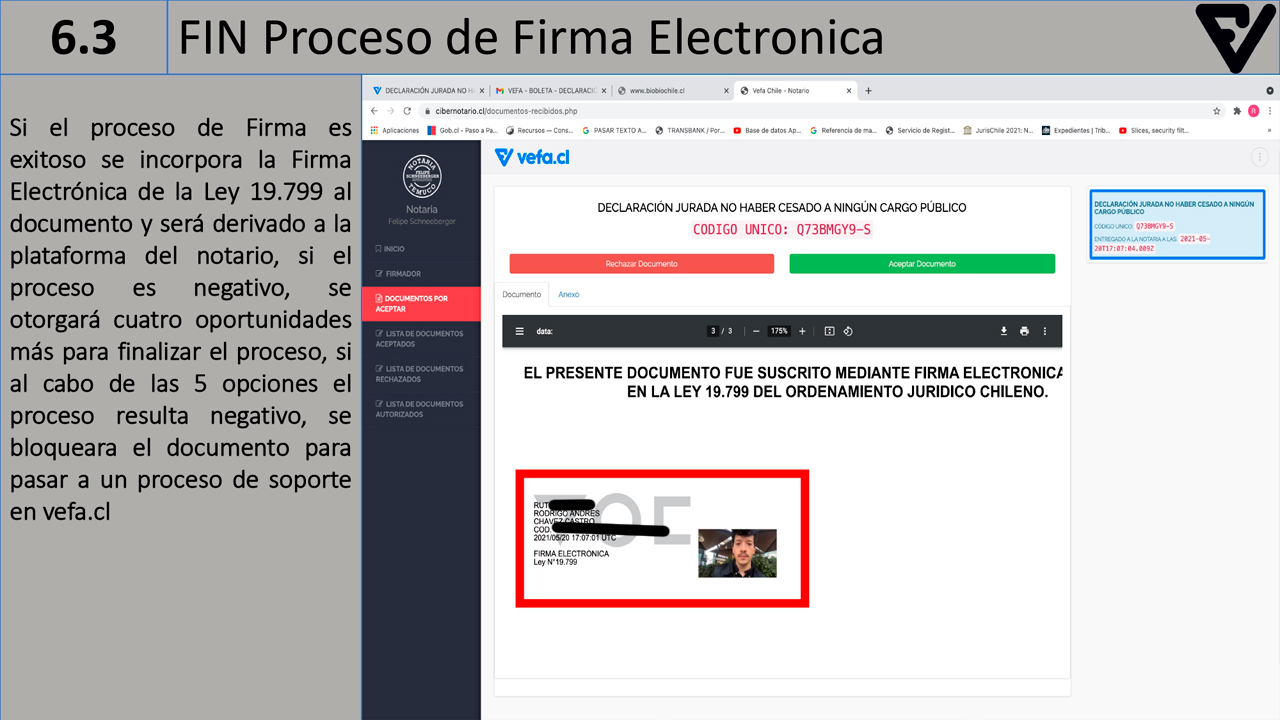 6.3
FIN Proceso de Firma Electronica
Si el proceso de Firma es
exitoso se incorpora la Firma
Electrónica de la Ley 19.799 al
documento y será derivado a la
plataforma del notario, si el
proceso es negativo, se
otorgará cuatro oportunidades
más para finalizar el proceso, si
al cabo de las 5 opciones el
proceso resulta negativo, se
bloqueara el documento para
pasar a un proceso de soporte
en vefa.cl
DECLARACIÓN JURADA NO H
VEFA - BOLETA - DECLARACI
www.biobiochile.cl
Vefa Chile - Notario
cibernotario.cl/documentos-recibidos.php
Aplicaciones
Gob.cl - Paso a Pa...
Recursos — Cons...
PASAR TEXTO A...
TRANSBANK / Por...
Base de datos Ap...
Referencia de ma...
Servicio de Regist...
JurisChile 2021: N...
Expedientes | Trib...
Slices, security filt...
NOTARIA
FELIPE
SCHNEEBERGER
TEMUCO
Notaria
Felipe Schneeberger
INICIO
FIRMADOR
DOCUMENTOS POR
ACEPTAR
LISTA DE DOCUMENTOS
ACEPTADOS
LISTA DE DOCUMENTOS
RECHAZADOS
LISTA DE DOCUMENTOS
AUTORIZADOS
vefa.cl
DECLARACIÓN JURADA NO HABER CESADO A NINGÚN CARGO PÚBLICO
CODIGO UNICO: Q73BMGY9-S
Rechazar Documento
Aceptar Documento
Documento
Anexo
data:
3 / 3
175%
EL PRESENTE DOCUMENTO FUE SUSCRITO MEDIANTE FIRMA ELECTRONICA
EN LA LEY 19.799 DEL ORDENAMIENTO JURIDICO CHILENO.
RUT
RODRIGO ANDRES
CHAVEZ CASTRO
COD.
2021/05/20 17:07:01 UTC
FIRMA ELECTRONICA
Ley N°19.799
DECLARACIÓN JURADA NO HABER CESADO A NINGÚN
CARGO PÚBLICO
CÓDIGO UNICO: Q73BMGY9-S
ENTREGADO A LA NOTARIA A LAS: 2021-05-
20T17:07:04.009Z